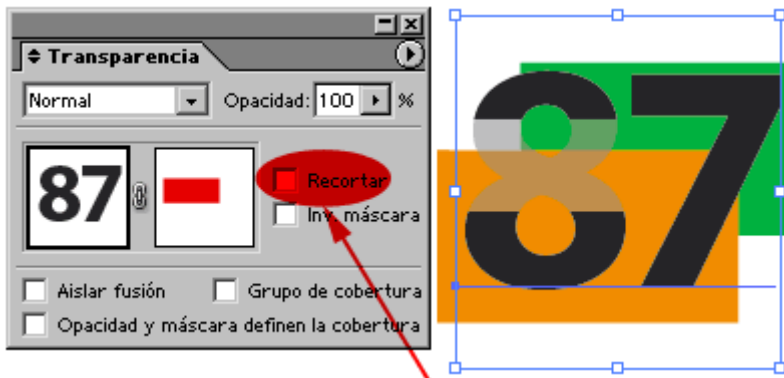 Transparencia
Normal Opacidad: 100 %
87
Recortar
Inv. máscara
Aislar fusión Grupo de cobertura
Opacidad y máscara definen la cobertura
87